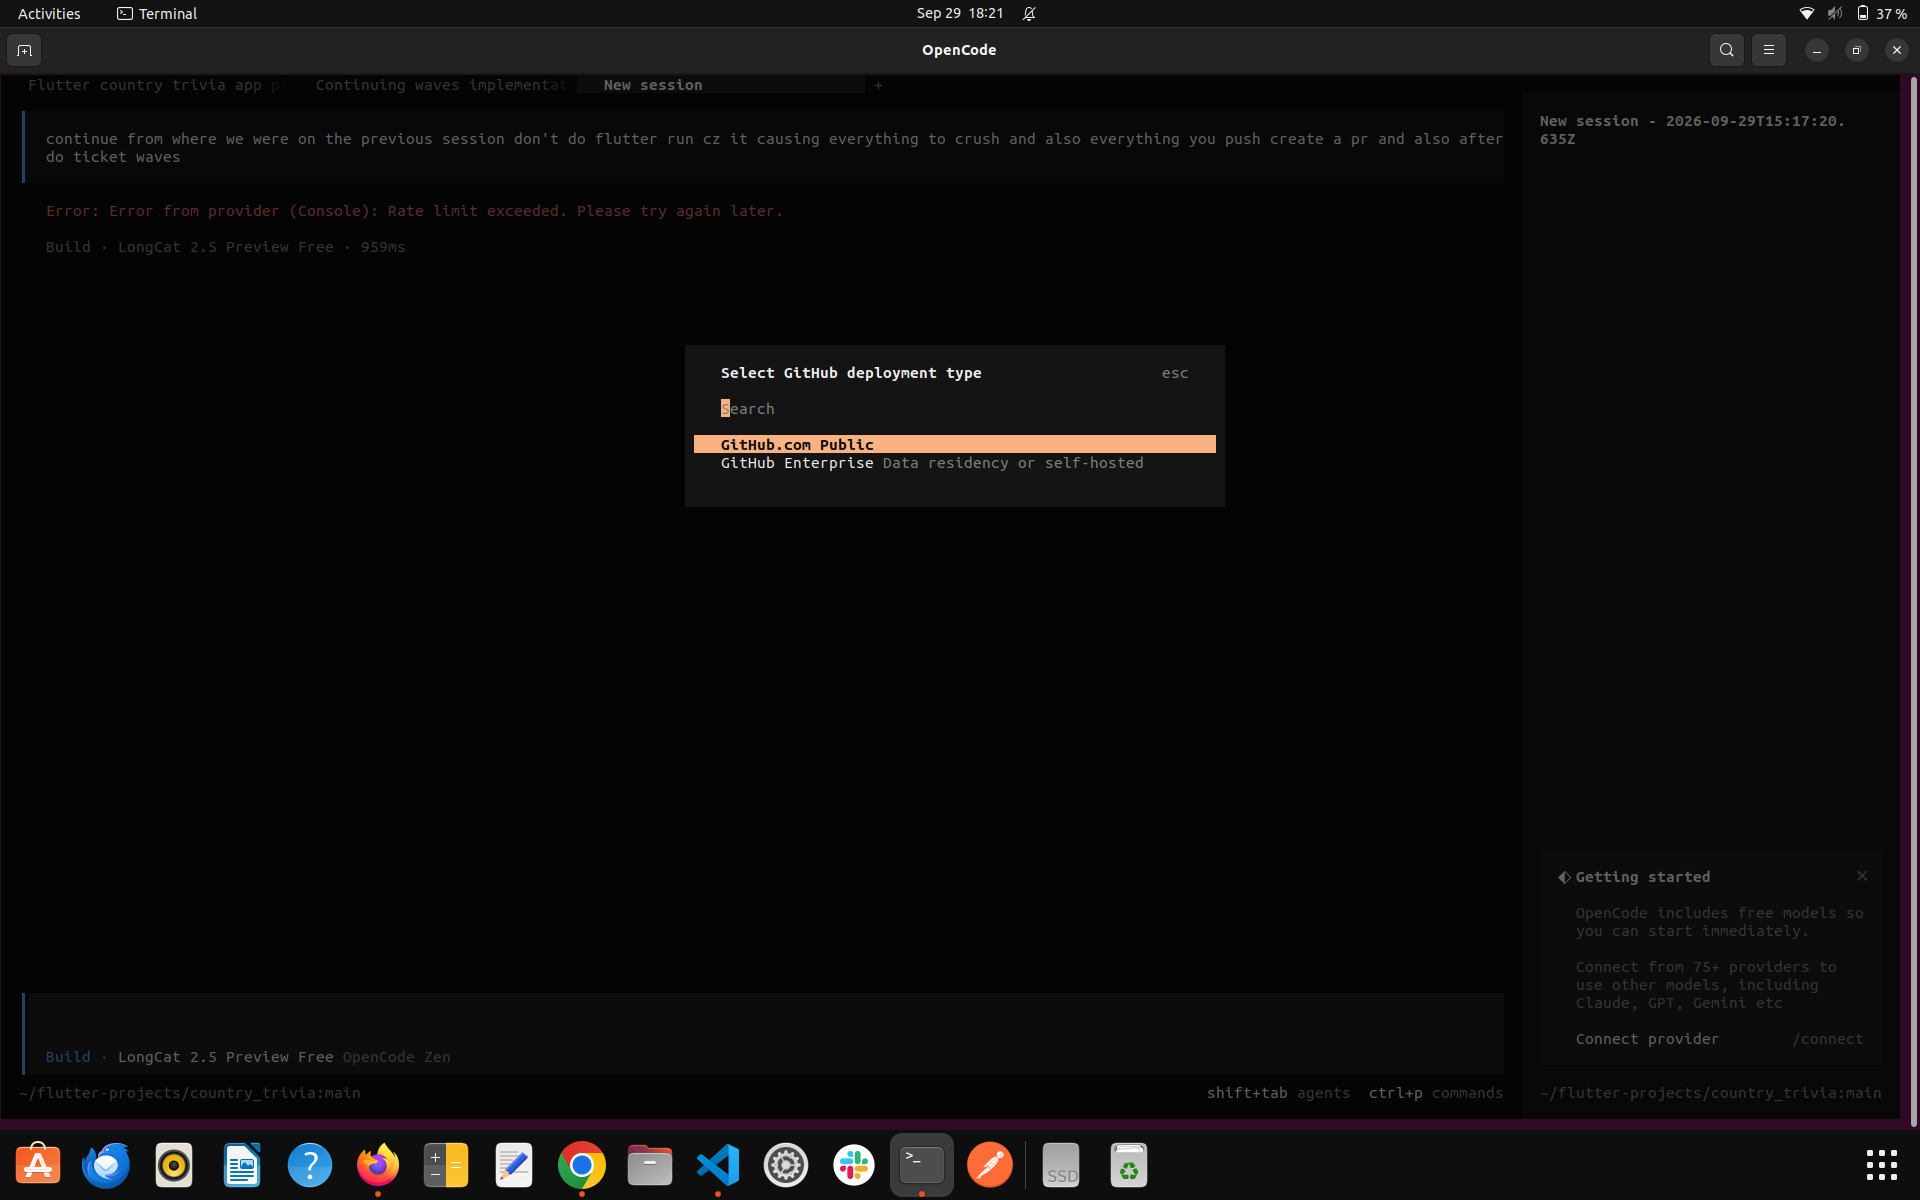 Activities
Terminal
Sep 29 18:21
37 %
OpenCode
Flutter country trivia app p
Continuing waves implementat
New session
+
continue from where we were on the previous session don't do flutter run cz it causing everything to crush and also everything you push create a pr and also after
do ticket waves
New session - 2026-09-29T15:17:20.
635Z
Error: Error from provider (Console): Rate limit exceeded. Please try again later.
Build · LongCat 2.5 Preview Free · 959ms
Select GitHub deployment type
esc
Search
GitHub.com Public
GitHub Enterprise Data residency or self-hosted
Getting started
OpenCode includes free models so
you can start immediately.
Connect from 75+ providers to
use other models, including
Claude, GPT, Gemini etc
Connect provider /connect
Build · LongCat 2.5 Preview Free OpenCode Zen
~/flutter-projects/country_trivia:main
shift+tab agents ctrl+p commands
~/flutter-projects/country_trivia:main
SSD